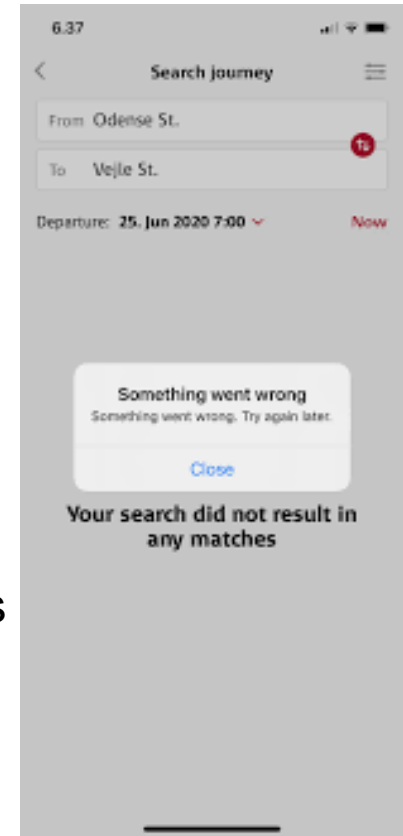 6.37
Search journey
From Odense St.
To Vejle St.
Departure: 25. Jun 2020 7:00 Now
Something went wrong
Something went wrong. Try again later.
Close
Your search did not result in
any matches
s